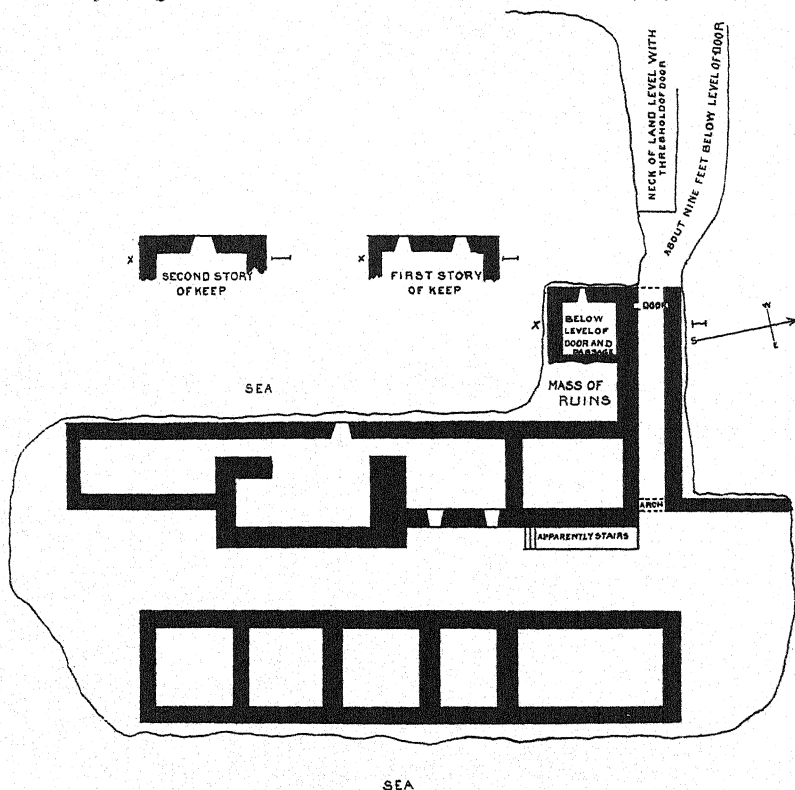 NECK OF LAND LEVEL WITH
THRESHOLD OF DOOR
ABOUT NINE FEET BELOW LEVEL OF DOOR
X
SECOND STORY
OF KEEP
I
X
FIRST STORY
OF KEEP
I
X
BELOW
LEVEL OF
DOOR AND
PASSAGE
DOOR
I
S
N
E
SEA
MASS OF
RUINS
ARCH
APPARENTLY STAIRS
SEA